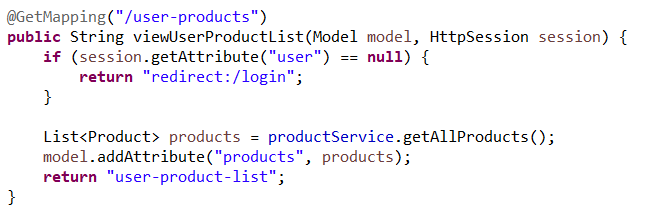 @GetMapping("/user-products")
public String viewUserProductList(Model model, HttpSession session) {
    if (session.getAttribute("user") == null) {
        return "redirect:/login";
    }

    List<Product> products = productService.getAllProducts();
    model.addAttribute("products", products);
    return "user-product-list";
}